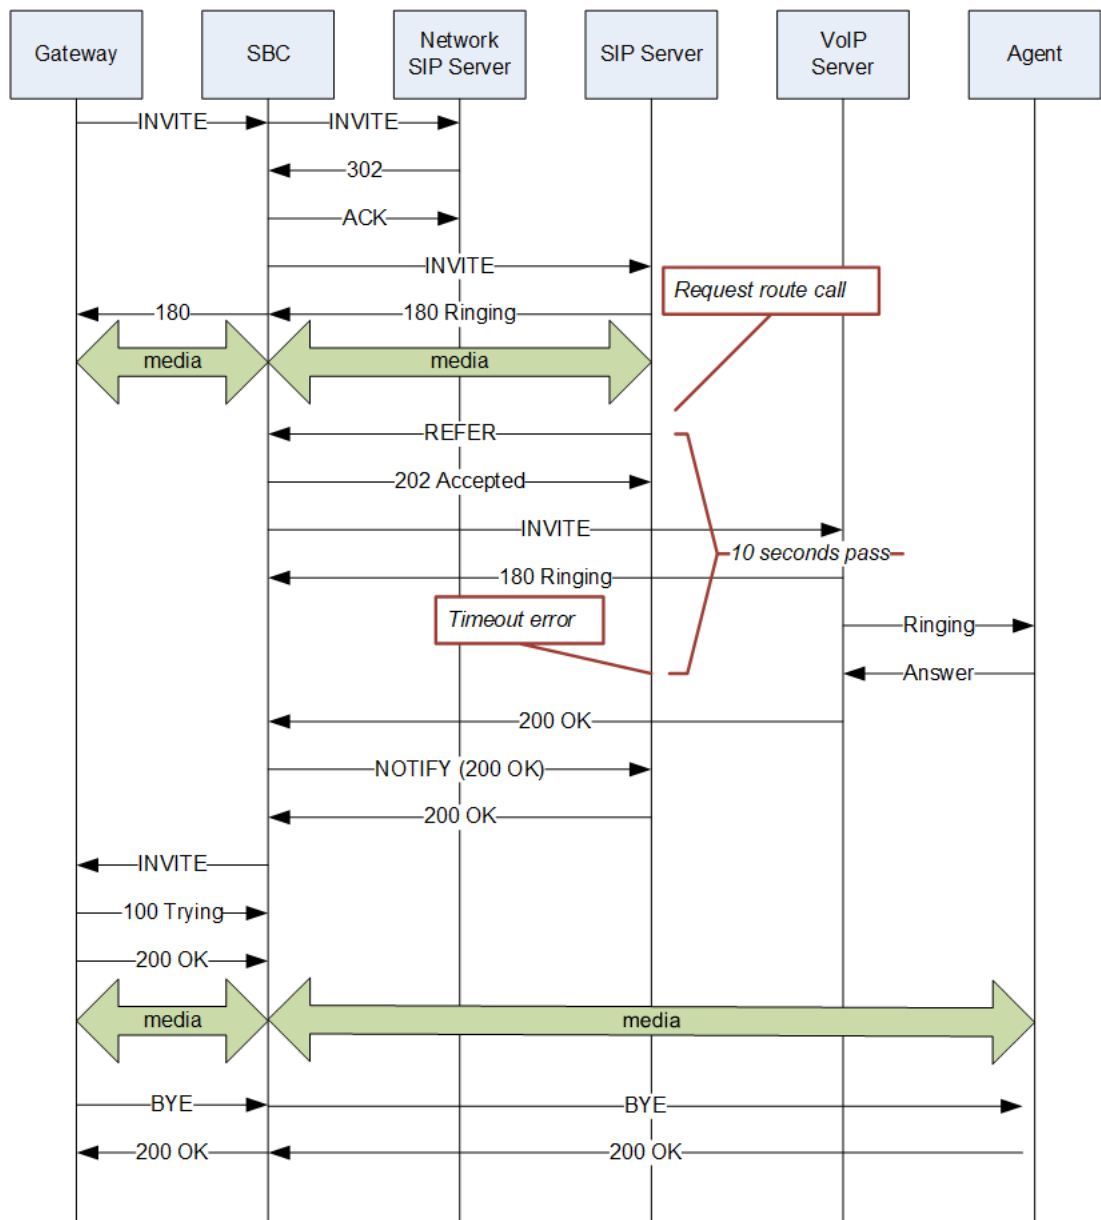 Gateway
SBC
Network
SIP Server
SIP Server
VoIP
Server
Agent
INVITE
INVITE
302
ACK
INVITE
Request route call
180
180 Ringing
media
media
REFER
202 Accepted
INVITE
10 seconds pass
180 Ringing
Timeout error
Ringing
Answer
200 OK
NOTIFY (200 OK)
200 OK
INVITE
100 Trying
200 OK
media
media
BYE
BYE
200 OK
200 OK